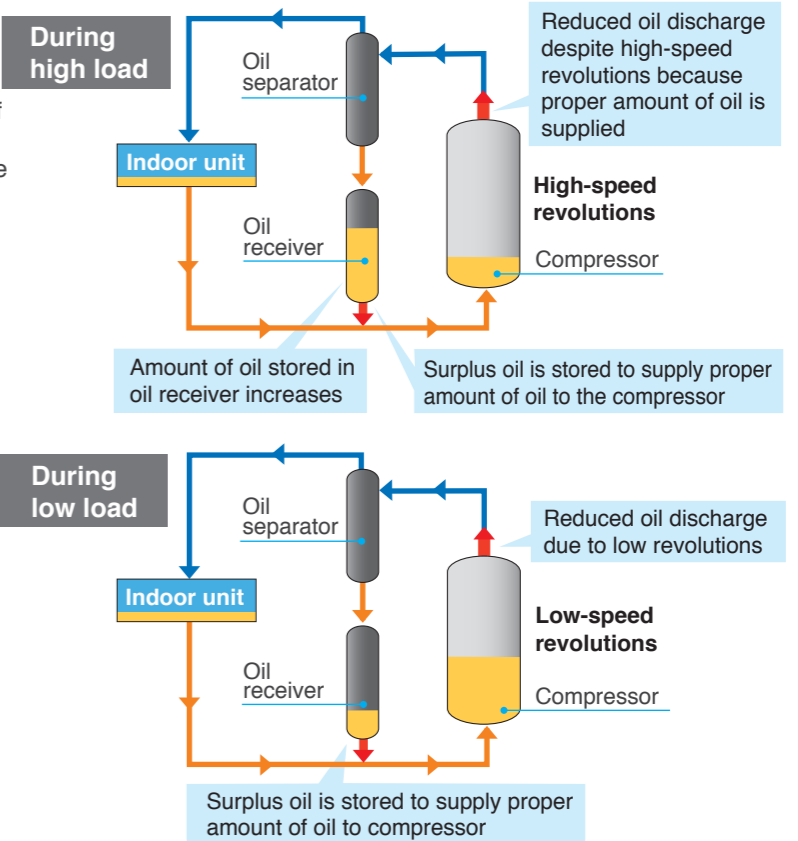 During
high load
f
e
Oil
separator
Reduced oil discharge
despite high-speed
revolutions because
proper amount of oil is
supplied
Indoor unit
High-speed
revolutions
Oil
receiver
Compressor
Amount of oil stored in
oil receiver increases
Surplus oil is stored to supply proper
amount of oil to the compressor
During
low load
Oil
separator
Reduced oil discharge
due to low revolutions
Indoor unit
Low-speed
revolutions
Oil
receiver
Compressor
Surplus oil is stored to supply proper
amount of oil to compressor